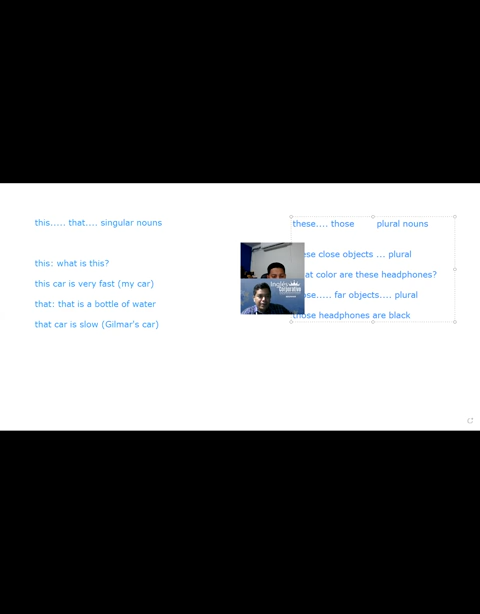 this..... that.... singular nouns
this: what is this?
this car is very fast (my car)
that: that is a bottle of water
that car is slow (Gilmar's car)
these.... those plural nouns
close objects ... plural
color are these headphones?
far objects.... plural
headphones are black
Inglés
Corporativo